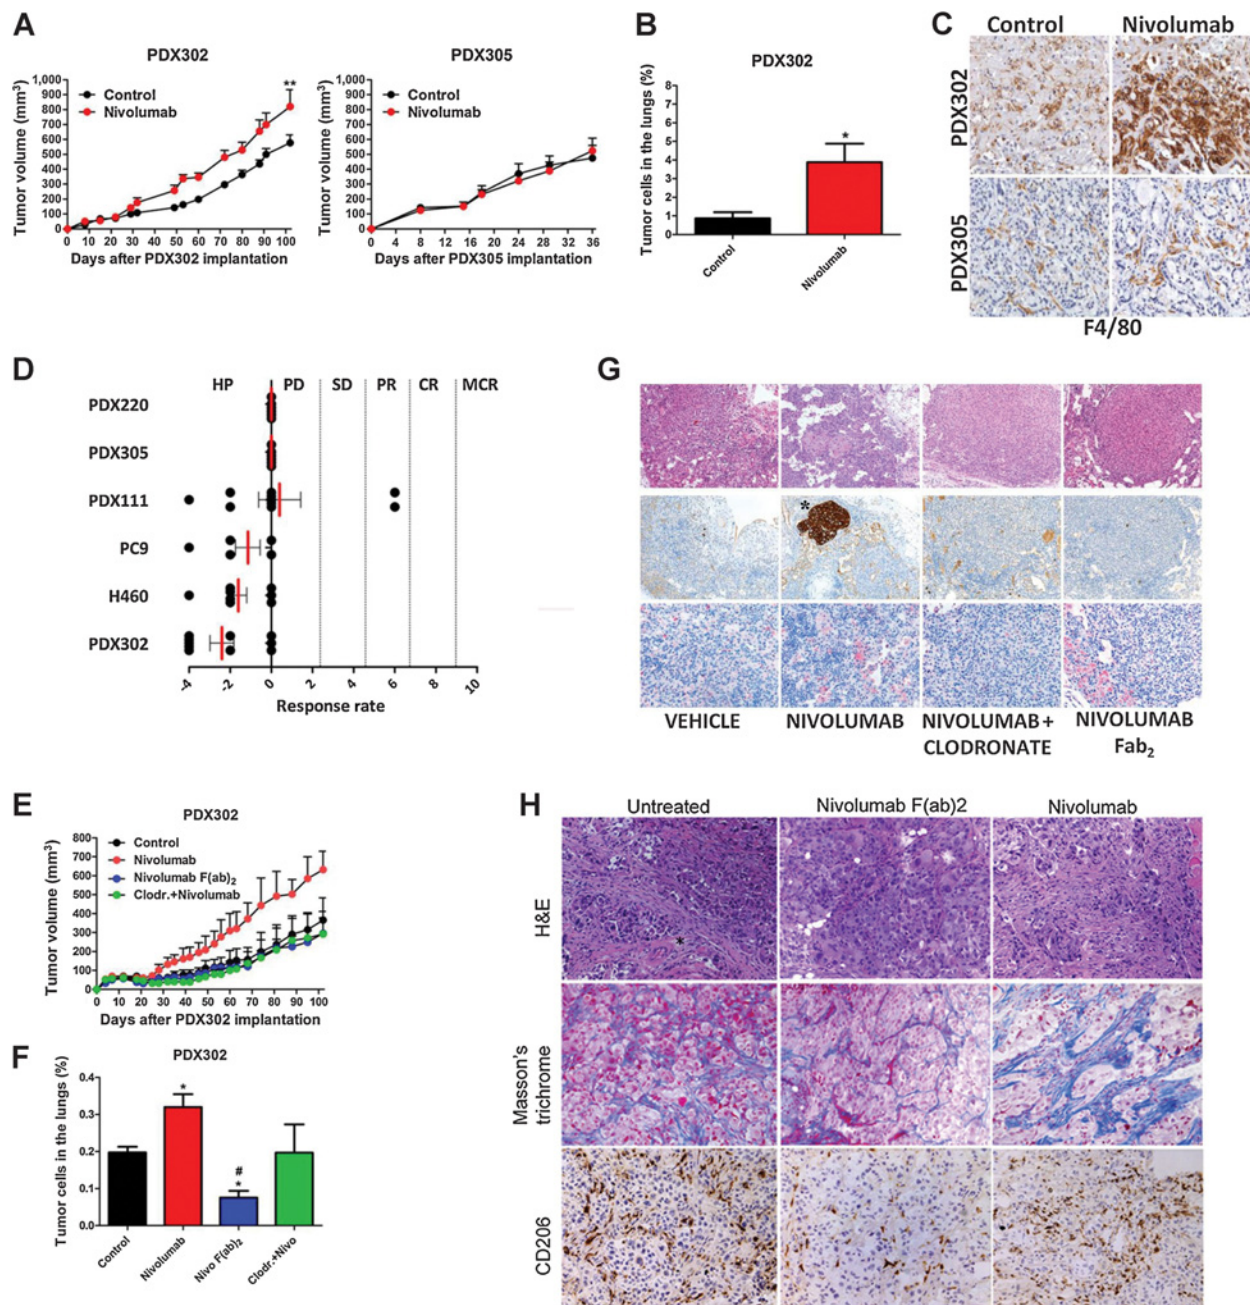 A
PDX302
Tumor volume (mm³)
1,000
900
800
700
600
500
400
300
200
100
0
Control
Nivolumab
**
0 10 20 30 40 50 60 70 80 90 100
Days after PDX302 implantation
PDX305
Tumor volume (mm³)
1,000
900
800
700
600
500
400
300
200
100
0
Control
Nivolumab
0 4 8 12 16 20 24 28 32 36
Days after PDX305 implantation
B
PDX302
Tumor cells in the lungs (%)
8
7
6
5
4
3
2
1
0
*
Control
Nivolumab
C
Control Nivolumab
PDX302
PDX305
F4/80
D
HP PD SD PR CR MCR
PDX220
PDX305
PDX111
PC9
H460
PDX302
-4 -2 0 2 4 6 8 10
Response rate
G
*
VEHICLE
NIVOLUMAB
NIVOLUMAB +
CLODRONATE
NIVOLUMAB
Fab₂
E
PDX302
Tumor volume (mm³)
800
700
600
500
400
300
200
100
0
Control
Nivolumab
Nivolumab F(ab)₂
Clodr.+Nivolumab
0 10 20 30 40 50 60 70 80 90 100
Days after PDX302 implantation
F
PDX302
Tumor cells in the lungs (%)
0.4
0.3
0.2
0.1
0.0
*
#
*
Control
Nivolumab
Nivo F(ab)₂
Clodr.+Nivo
H
Untreated Nivolumab F(ab)2 Nivolumab
H&E
*
Masson's
trichrome
CD206